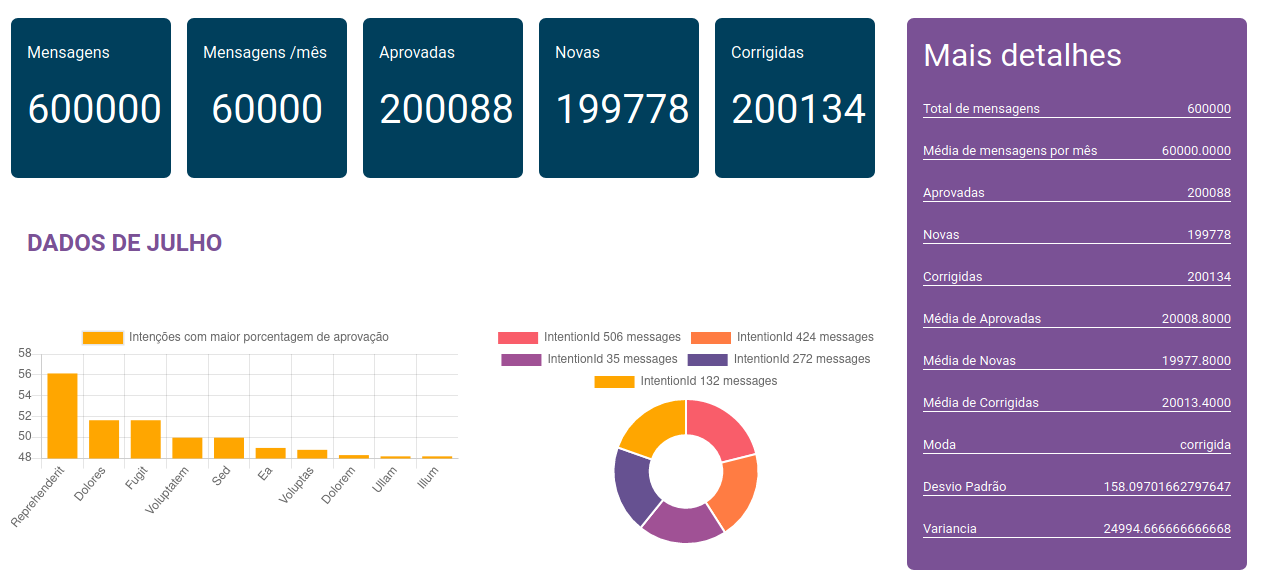 Mensagens
600000
Mensagens /mês
60000
Aprovadas
200088
Novas
199778
Corrigidas
200134
DADOS DE JULHO
Intenções com maior porcentagem de aprovação
58
56
54
52
50
48
Reprehenderit
Dolores
Fugit
Voluptatem
Sed
Ea
Voluptas
Dolorem
Ullam
Illum
IntentionId 506 messages IntentionId 424 messages
IntentionId 35 messages IntentionId 272 messages
IntentionId 132 messages
Mais detalhes
Total de mensagens 600000
Média de mensagens por mês 60000.0000
Aprovadas 200088
Novas 199778
Corrigidas 200134
Média de Aprovadas 20008.8000
Média de Novas 19977.8000
Média de Corrigidas 20013.4000
Moda corrigida
Desvio Padrão 158.09701662797647
Variancia 24994.666666666668